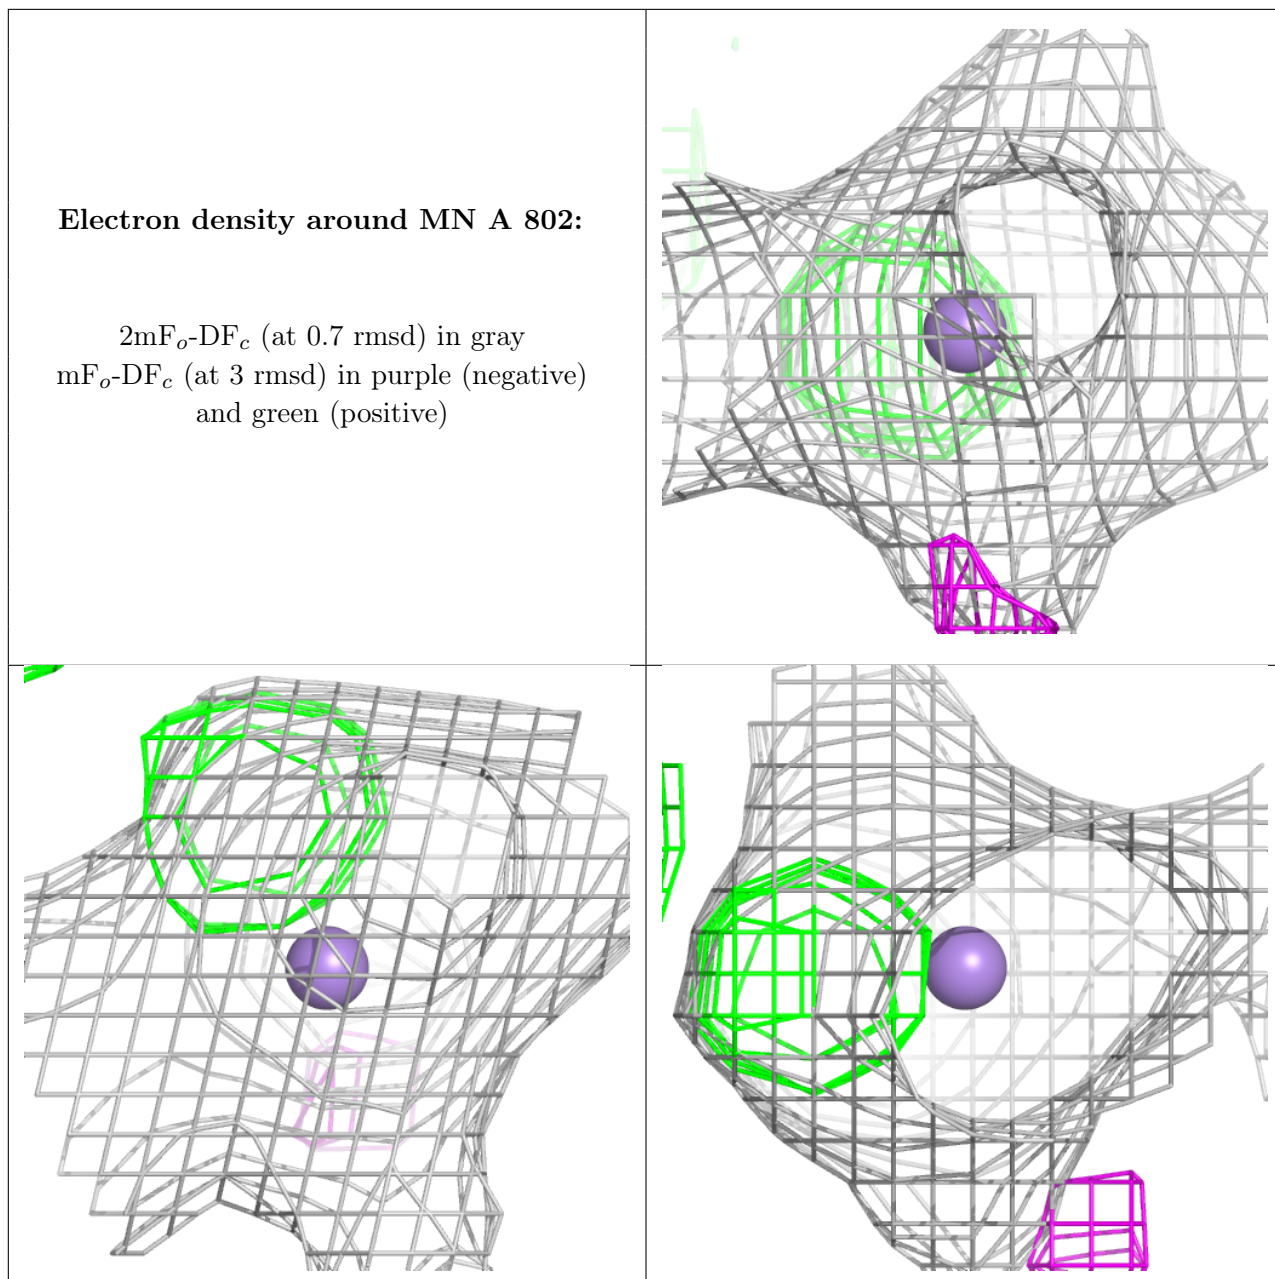 Electron density around MN A 802:
2mFo-DFc (at 0.7 rmsd) in gray
mFo-DFc (at 3 rmsd) in purple (negative)
and green (positive)